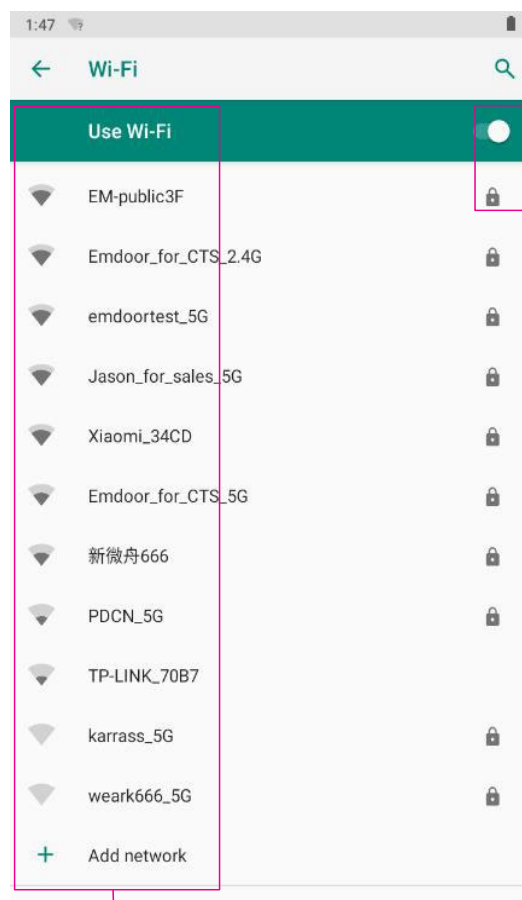 1:47
Wi-Fi
Use Wi-Fi
EM-public3F
Emdoor_for_CTS_2.4G
emdoortest_5G
Jason_for_sales_5G
Xiaomi_34CD
Emdoor_for_CTS_5G
新微舟666
PDCN_5G
TP-LINK_70B7
karrass_5G
weark666_5G
Add network